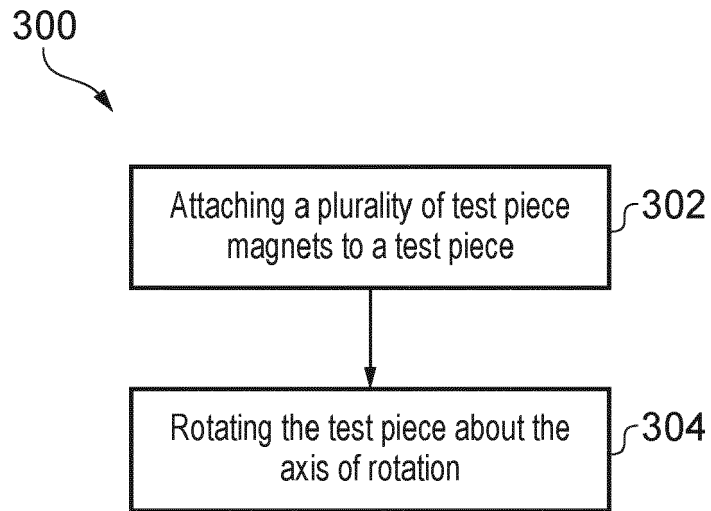 300
Attaching a plurality of test piece
magnets to a test piece
302
Rotating the test piece about the
axis of rotation
304